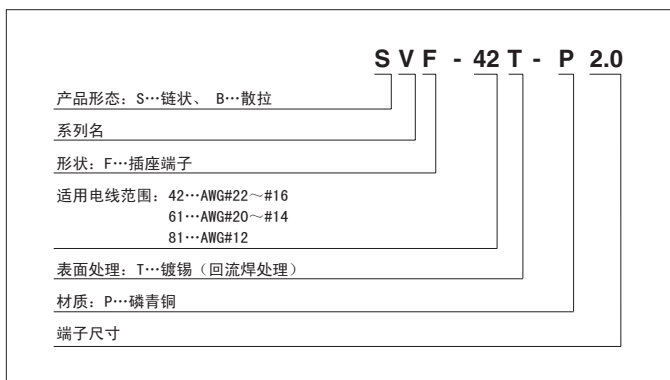 S V F - 42 T - P 2.0
产品形态：S…链状、 B…散拉
系列名
形状：F…插座端子
适用电线范围：42…AWG#22～#16
61…AWG#20～#14
81…AWG#12
表面处理：T…镀锡（回流焊处理）
材质：P…磷青铜
端子尺寸